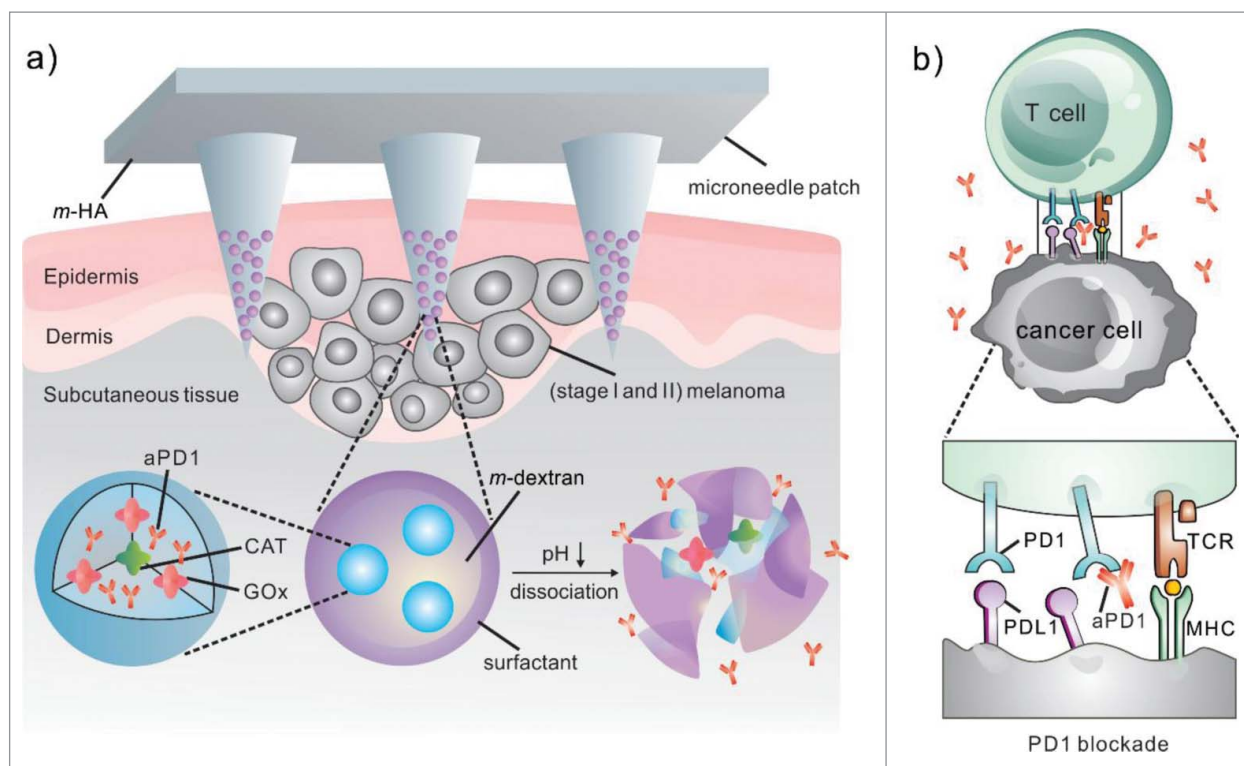 a)
m-HA
microneedle patch
Epidermis
Dermis
Subcutaneous tissue
(stage I and II) melanoma
aPD1
CAT
GOx
m-dextran
surfactant
pH ↓
dissociation
b)
T cell
cancer cell
PD1
TCR
PDL1
aPD1
MHC
PD1 blockade